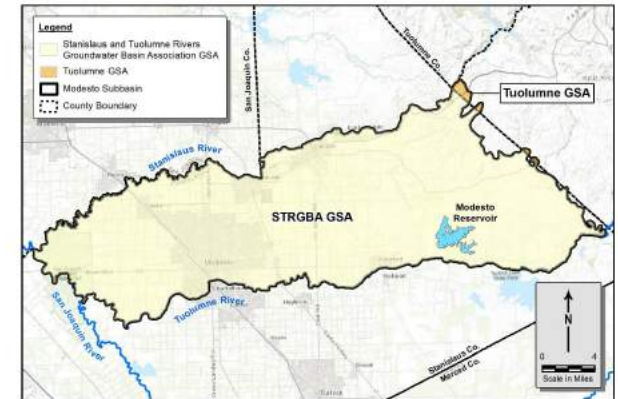 Legend
Stanislaus and Tuolumne Rivers
Groundwater Basin Association GSA
Tuolumne GSA
Modesto Subbasin
County Boundary
San Joaquin Co.
Tuolumne Co.
Tuolumne GSA
Stanislaus River
STRGBA GSA
Modesto
Reservoir
Modesto
Tuolumne River
San Joaquin River
Turlock
Stanislaus Co.
Merced Co.
N
0 4
Scale in Miles